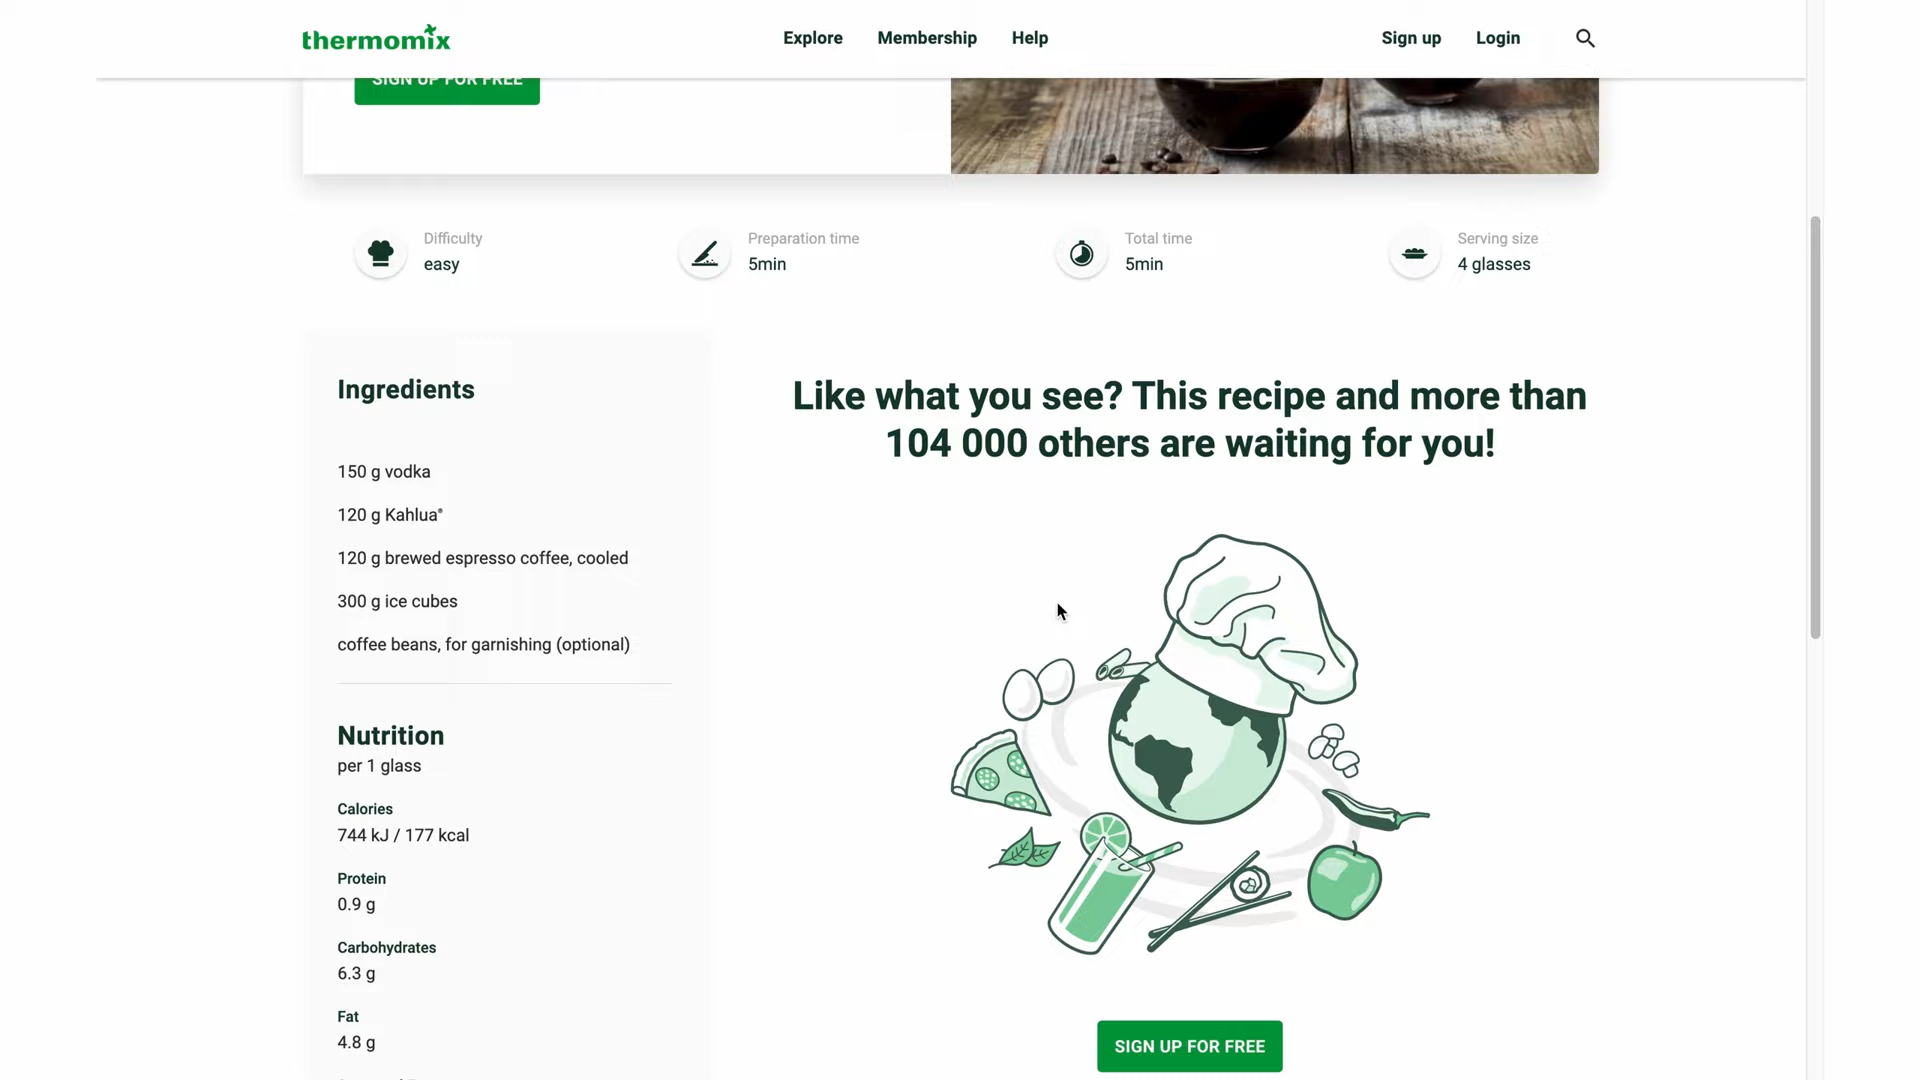 thermomix
Explore Membership Help
Sign up Login
SIGN UP FOR FREE
Difficulty
easy
Preparation time
5min
Total time
5min
Serving size
4 glasses
Ingredients
150 g vodka
120 g Kahlua®
120 g brewed espresso coffee, cooled
300 g ice cubes
coffee beans, for garnishing (optional)
Nutrition
per 1 glass
Calories
744 kJ / 177 kcal
Protein
0.9 g
Carbohydrates
6.3 g
Fat
4.8 g
Like what you see? This recipe and more than
104 000 others are waiting for you!
SIGN UP FOR FREE